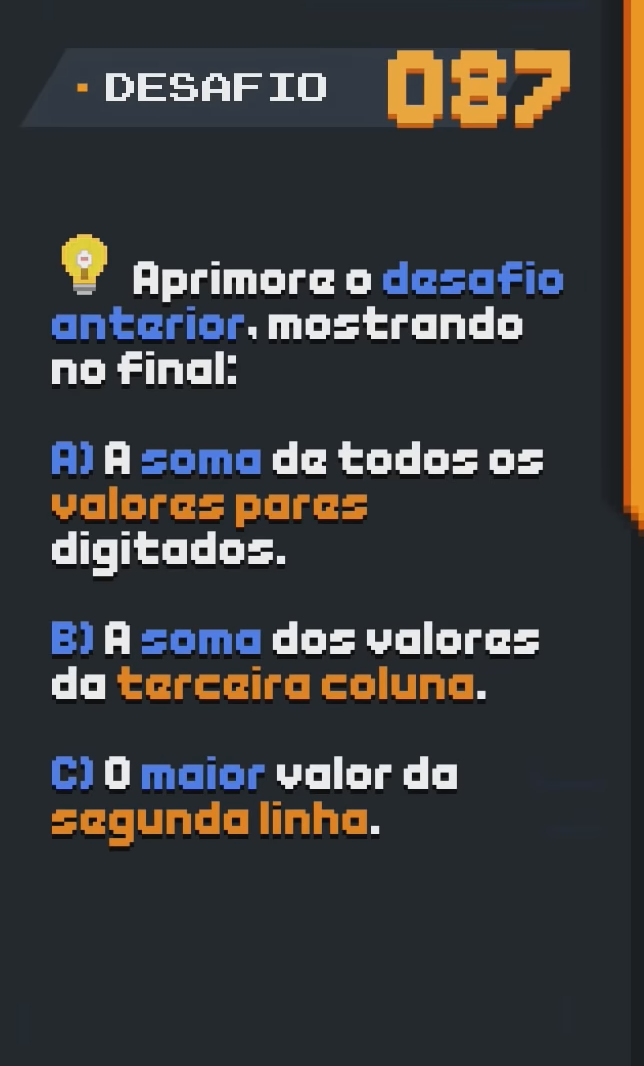 DESAFIO 087
Aprimore o desafio
anterior, mostrando
no final:
A) A soma de todos os
valores pares
digitados.
B) A soma dos valores
da terceira coluna.
C) O maior valor da
segunda linha.